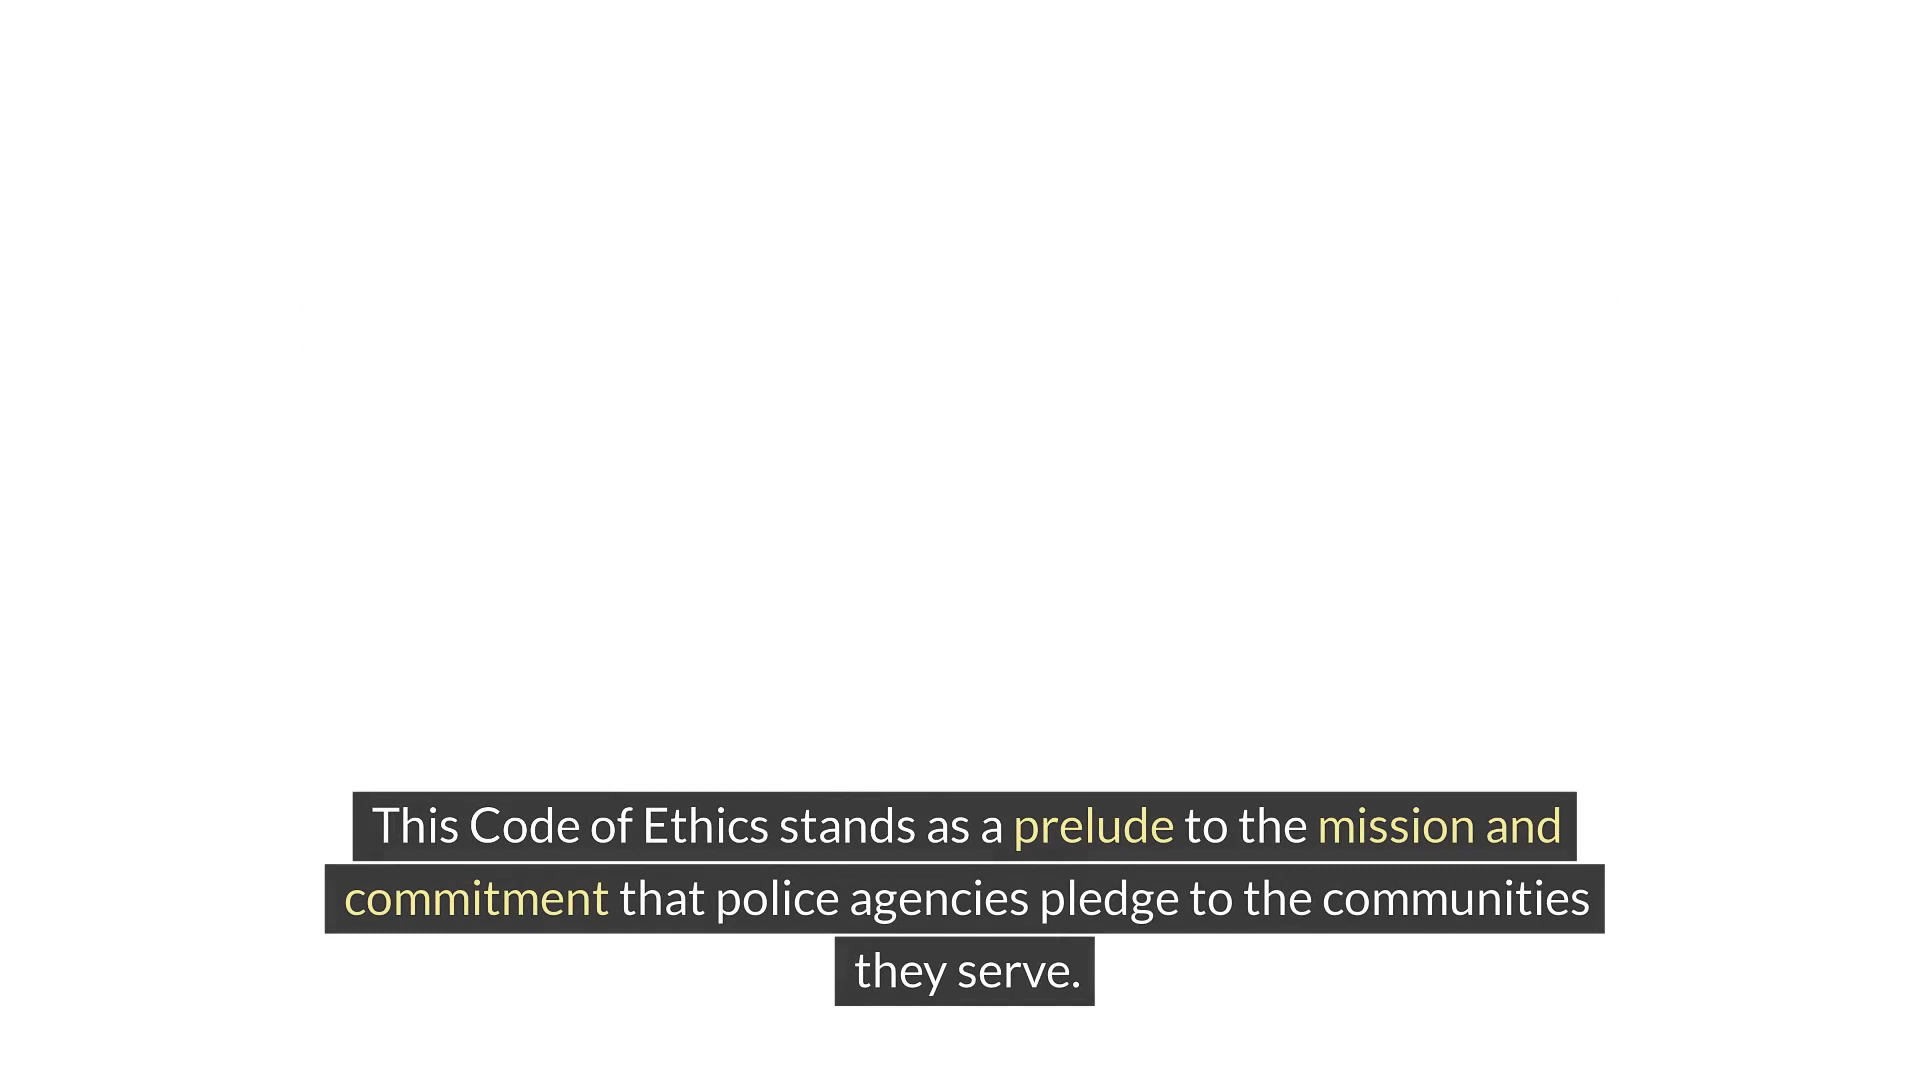 This Code of Ethics stands as a prelude to the mission and
commitment that police agencies pledge to the communities
they serve.